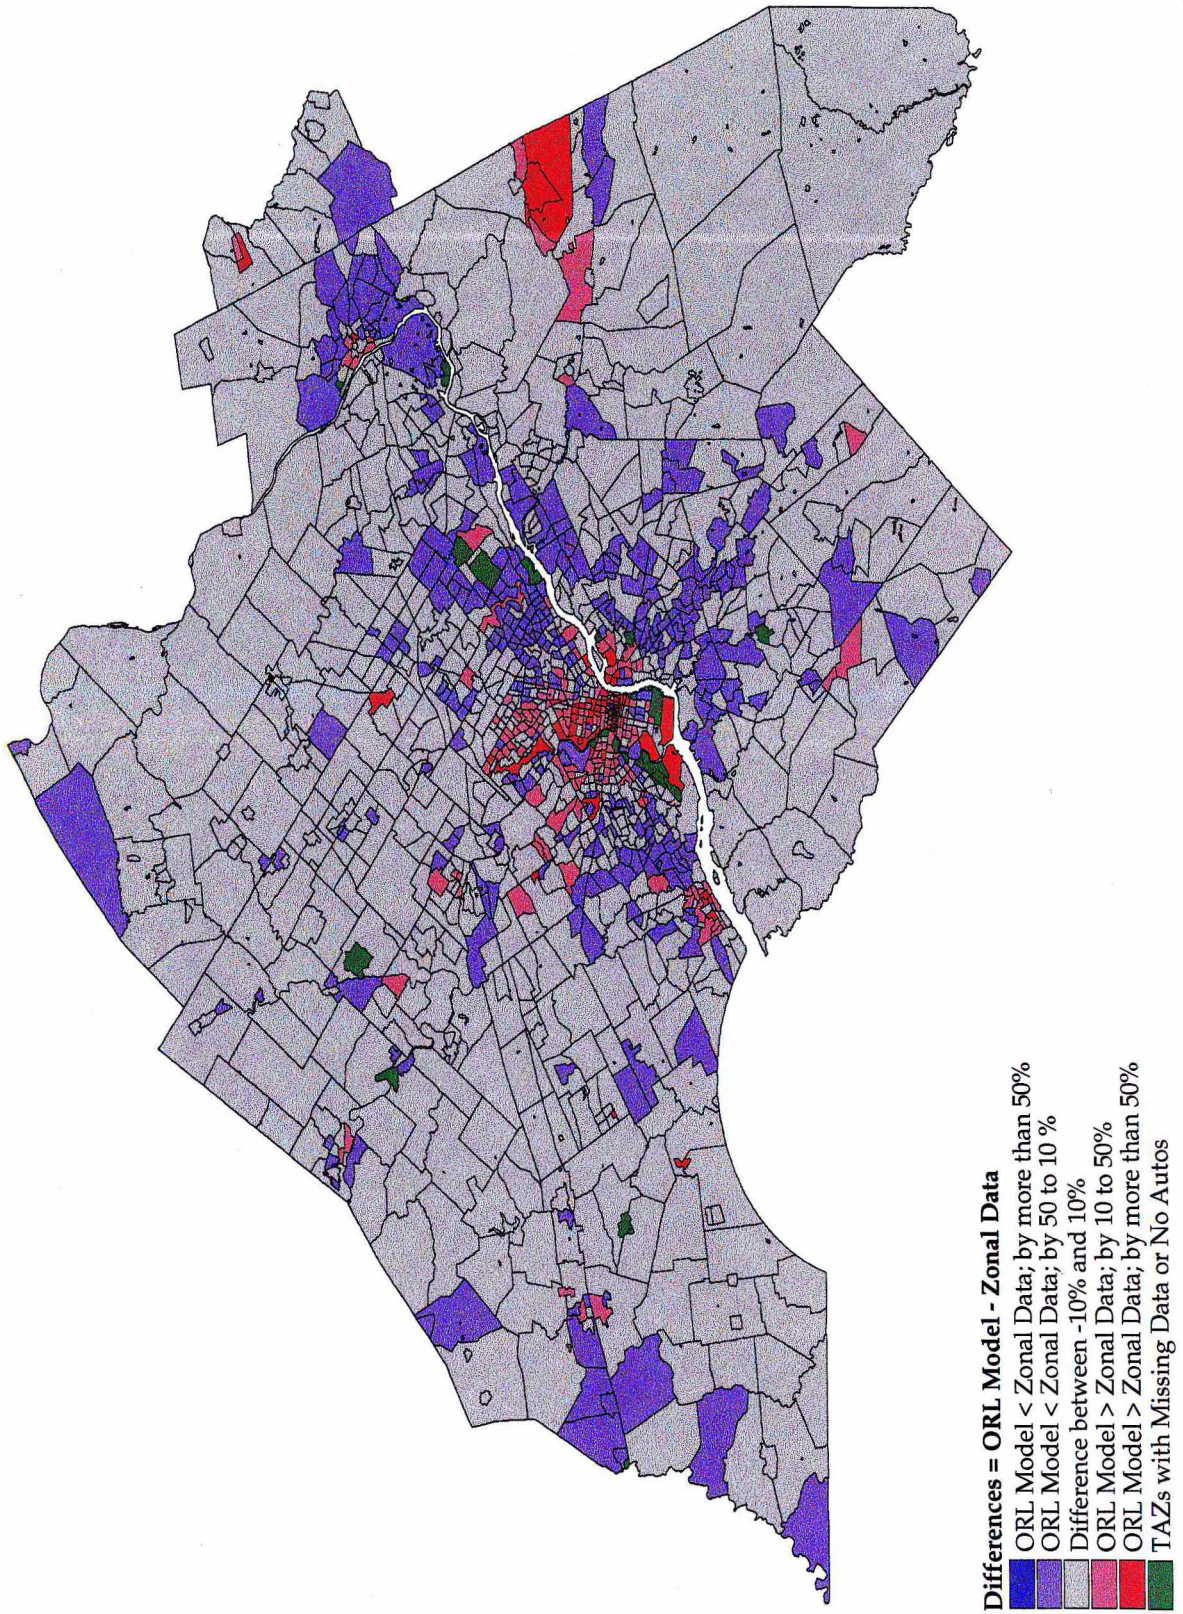 Differences = ORL Model - Zonal Data
ORL Model < Zonal Data; by more than 50%
ORL Model < Zonal Data; by 50 to 10 %
Difference between -10% and 10%
ORL Model > Zonal Data; by 10 to 50%
ORL Model > Zonal Data; by more than 50%
TAZs with Missing Data or No Autos